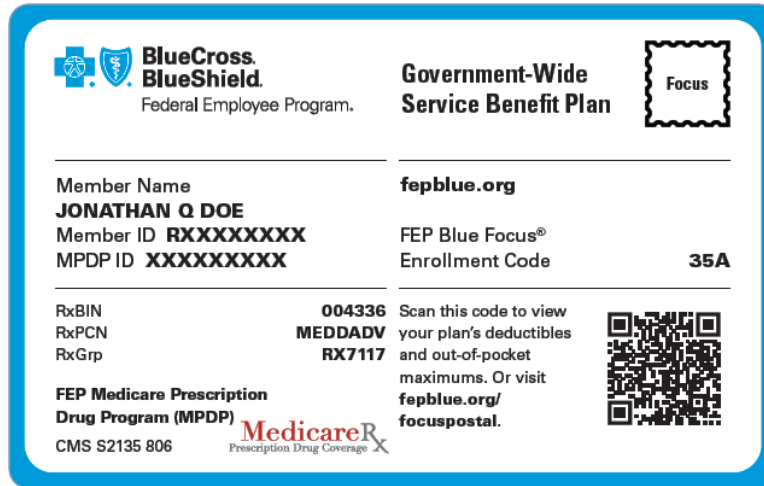 BlueCross.
BlueShield.
Federal Employee Program.
Government-Wide
Service Benefit Plan
Focus
Member Name
JONATHAN Q DOE
Member ID RXXXXXXXX
MPDP ID XXXXXXXXX
fepblue.org
FEP Blue Focus®
Enrollment Code 35A
RxBIN 004336
RxPCN MEDDADV
RxGrp RX7117
FEP Medicare Prescription
Drug Program (MPDP)
CMS S2135 806
MedicareRx
Prescription Drug Coverage
Scan this code to view
your plan's deductibles
and out-of-pocket
maximums. Or visit
fepblue.org/
focuspostal.